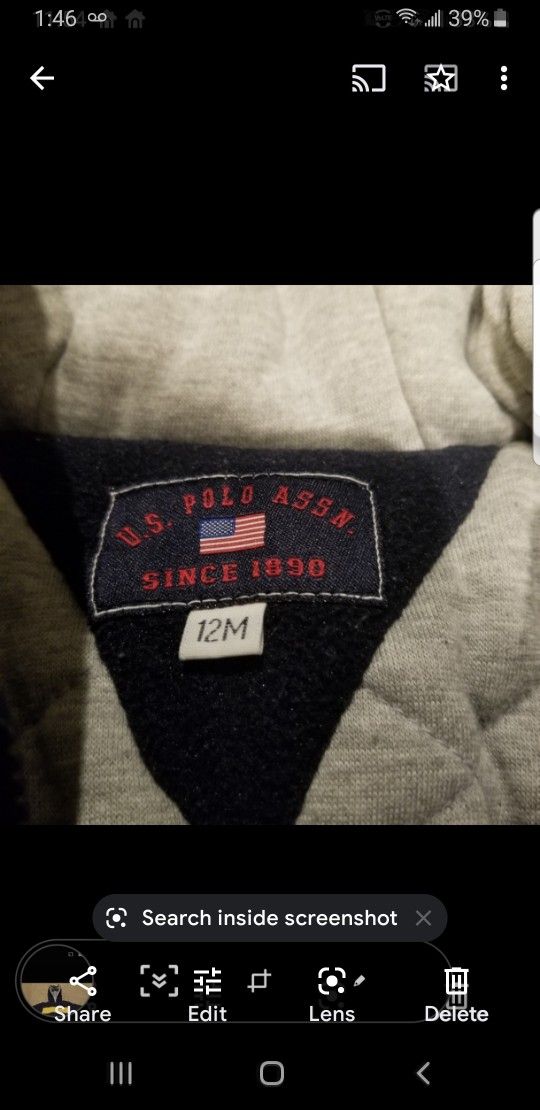 1:46
39%
U.S. POLO ASSN.
SINCE 1890
12M
Search inside screenshot
Share
Edit
Lens
Delete